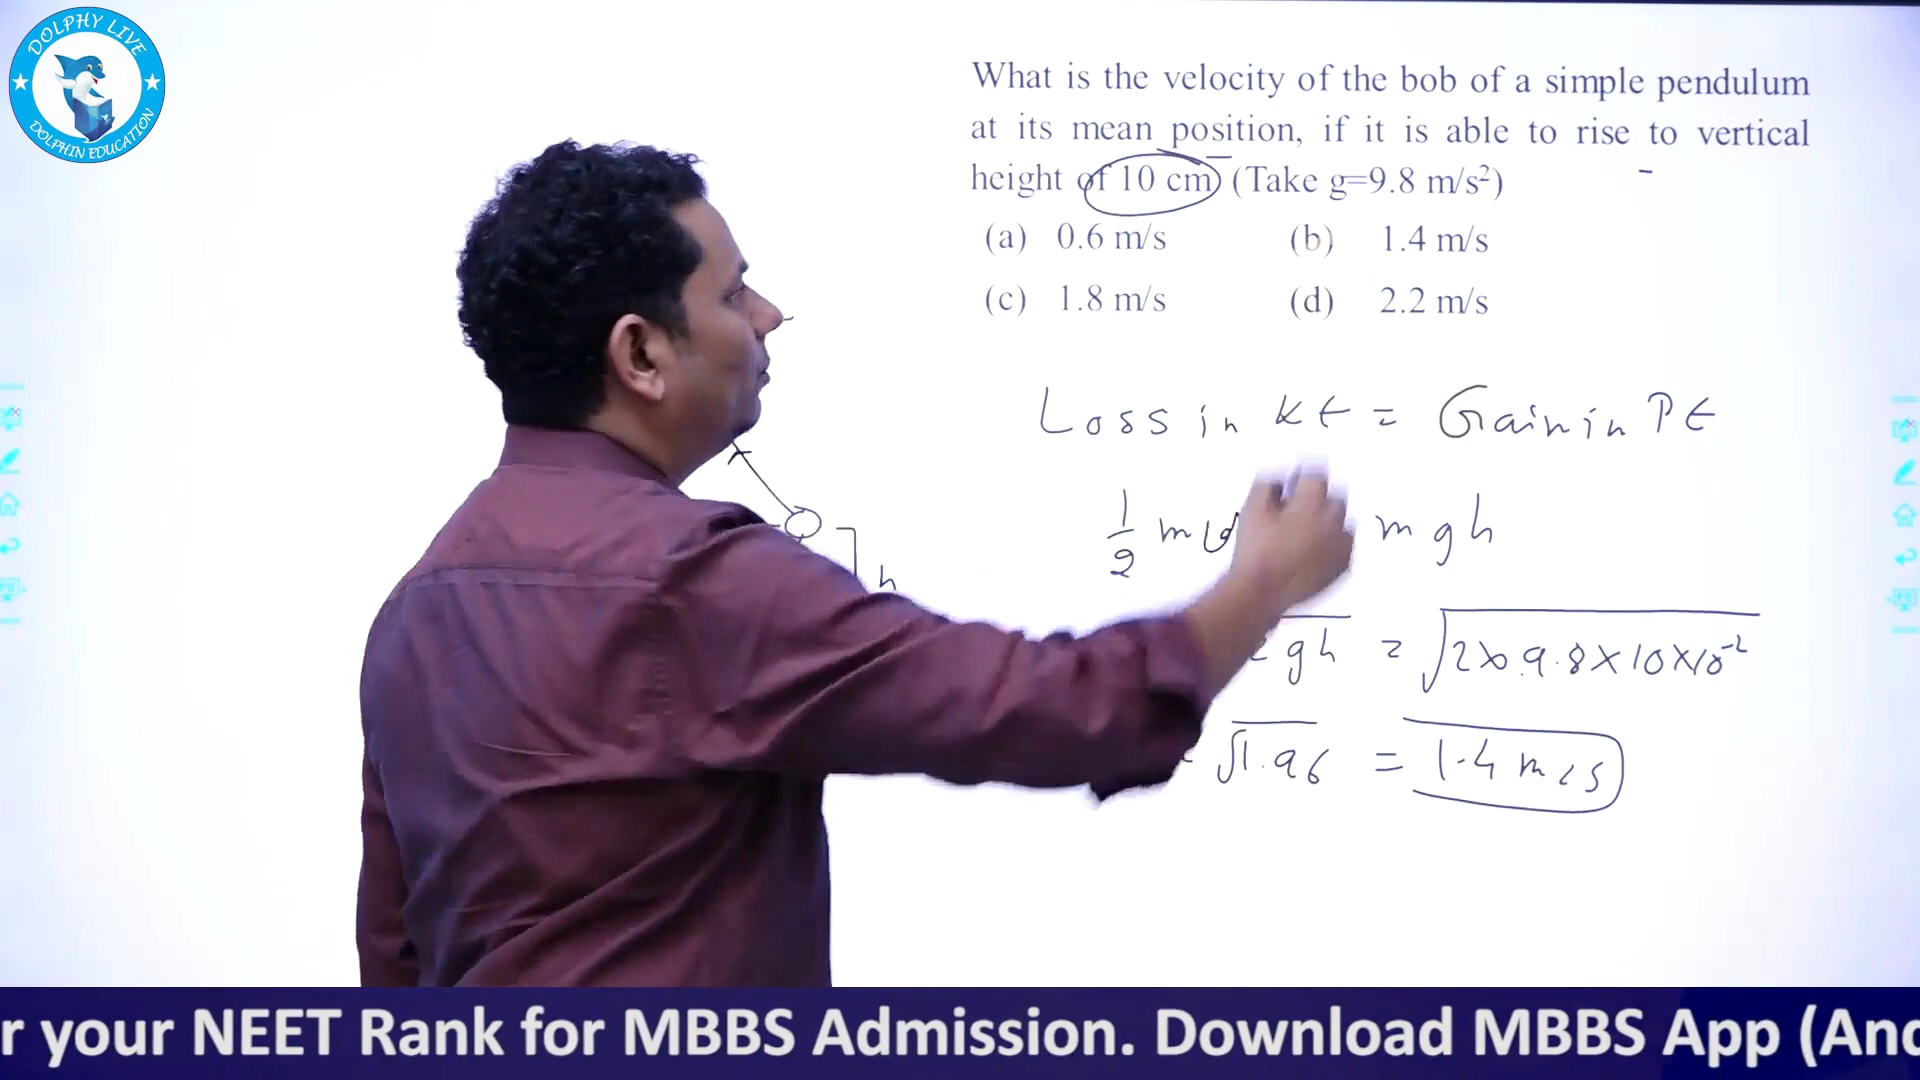 DOLPHY LIVE
DOLPHIN EDUCATION
What is the velocity of the bob of a simple pendulum
at its mean position, if it is able to rise to vertical
height of 10 cm (Take g=9.8 m/s²)
(a) 0.6 m/s (b) 1.4 m/s
(c) 1.8 m/s (d) 2.2 m/s
Loss in KE = Gain in PE
1/2 m mgh
h
gh = √2×9.8×10×10⁻²
√1.96 = 1.4 m/s
r your NEET Rank for MBBS Admission. Download MBBS App (And